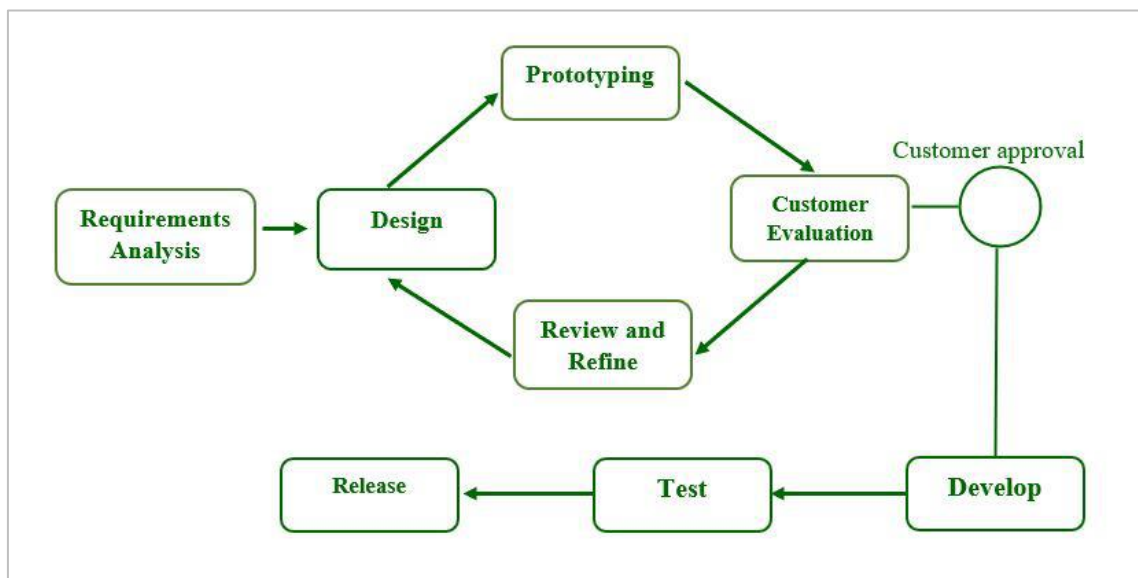 Prototyping
Customer approval
Requirements
Analysis
Design
Customer
Evaluation
Review and
Refine
Release
Test
Develop